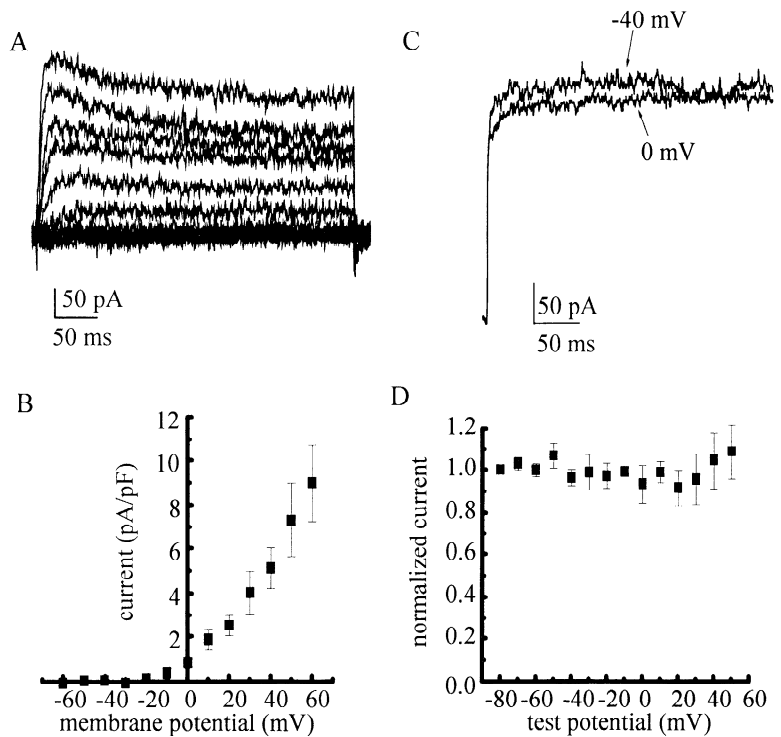 A
50 pA
50 ms
C
-40 mV
0 mV
50 pA
50 ms
B
12
10
8
6
4
2
current (pA/pF)
-60 -40 -20 0 20 40 60
membrane potential (mV)
D
1.2
1.0
0.8
0.6
0.4
0.2
0.0
normalized current
-80 -60 -40 -20 0 20 40 60
test potential (mV)